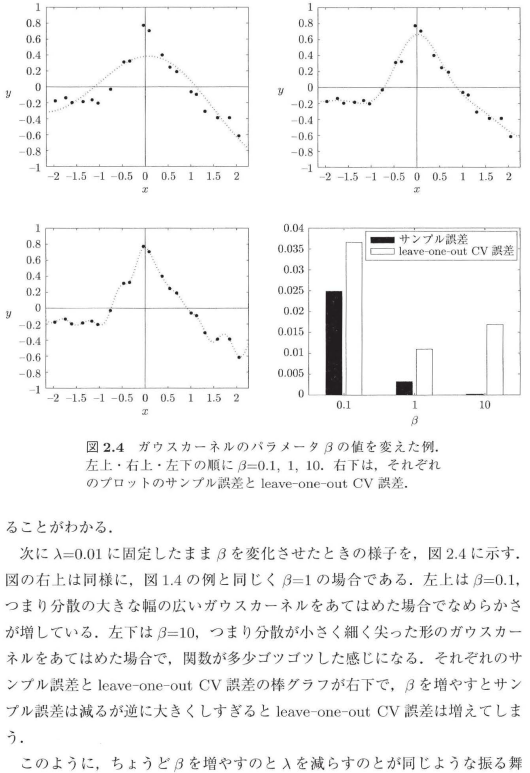 1
0.8
0.6
0.4
0.2
0
−0.2
−0.4
−0.6
−0.8
−1
y
−2 −1.5 −1 −0.5 0 0.5 1 1.5 2
x
1
0.8
0.6
0.4
0.2
0
−0.2
−0.4
−0.6
−0.8
−1
y
−2 −1.5 −1 −0.5 0 0.5 1 1.5 2
x
1
0.8
0.6
0.4
0.2
0
−0.2
−0.4
−0.6
−0.8
−1
y
−2 −1.5 −1 −0.5 0 0.5 1 1.5 2
x
0.04
0.035
0.03
0.025
0.02
0.015
0.01
0.005
0
サンプル誤差
leave-one-out CV 誤差
0.1 1 10
β
図 2.4 ガウスカーネルのパラメータ β の値を変えた例.
左上・右上・左下の順に β=0.1, 1, 10. 右下は, それぞれ
のプロットのサンプル誤差と leave-one-out CV 誤差.
ることがわかる.
次に λ=0.01 に固定したまま β を変化させたときの様子を, 図 2.4 に示す.
図の右上は同様に, 図 1.4 の例と同じく β=1 の場合である. 左上は β=0.1,
つまり分散の大きな幅の広いガウスカーネルをあてはめた場合でなめらかさ
が増している. 左下は β=10, つまり分散が小さく細く尖った形のガウスカー
ネルをあてはめた場合で, 関数が多少ゴツゴツした感じになる. それぞれのサ
ンプル誤差と leave-one-out CV 誤差の棒グラフが右下で, β を増やすとサン
プル誤差は減るが逆に大きくしすぎると leave-one-out CV 誤差は増えてしま
う.
このように, ちょうど β を増やすのと λ を減らすのとが同じような振る舞